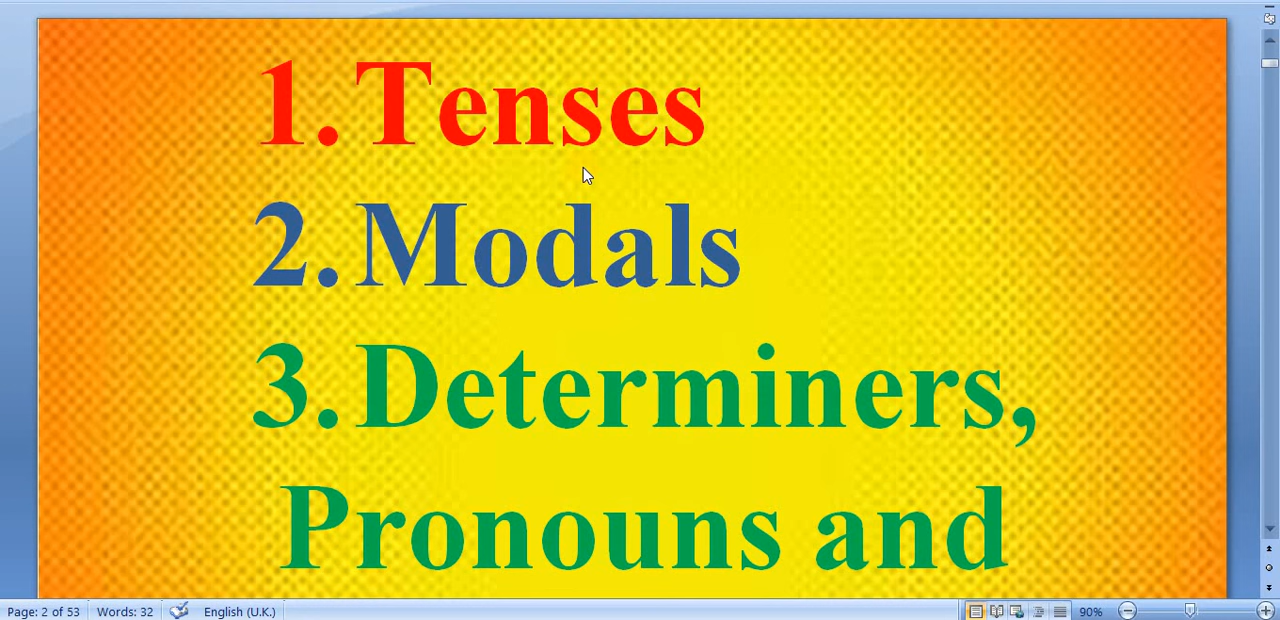 1. Tenses
2. Modals
3. Determiners,
Pronouns and
Page: 2 of 53 Words: 32 English (U.K.) 90%